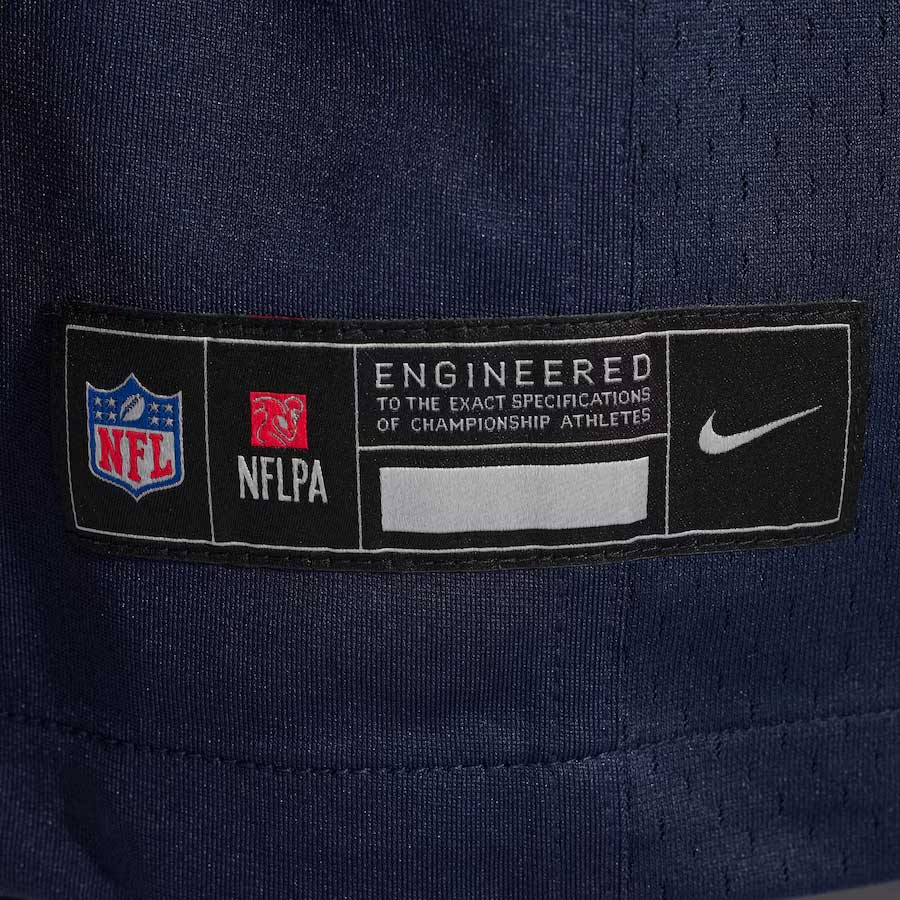 NFL
NFLPA
ENGINEERED
TO THE EXACT SPECIFICATIONS
OF CHAMPIONSHIP ATHLETES